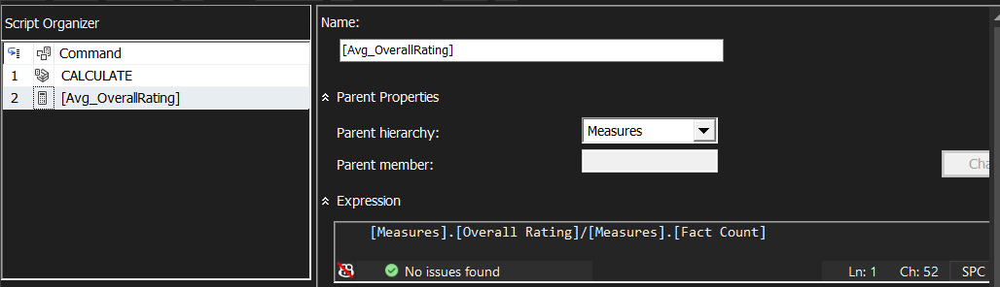 Script Organizer
Command
1 CALCULATE
2 [Avg_OverallRating]
Name:
[Avg_OverallRating]
Parent Properties
Parent hierarchy: Measures
Parent member:
Expression
[Measures].[Overall Rating]/[Measures].[Fact Count]
No issues found Ln: 1 Ch: 52 SPC